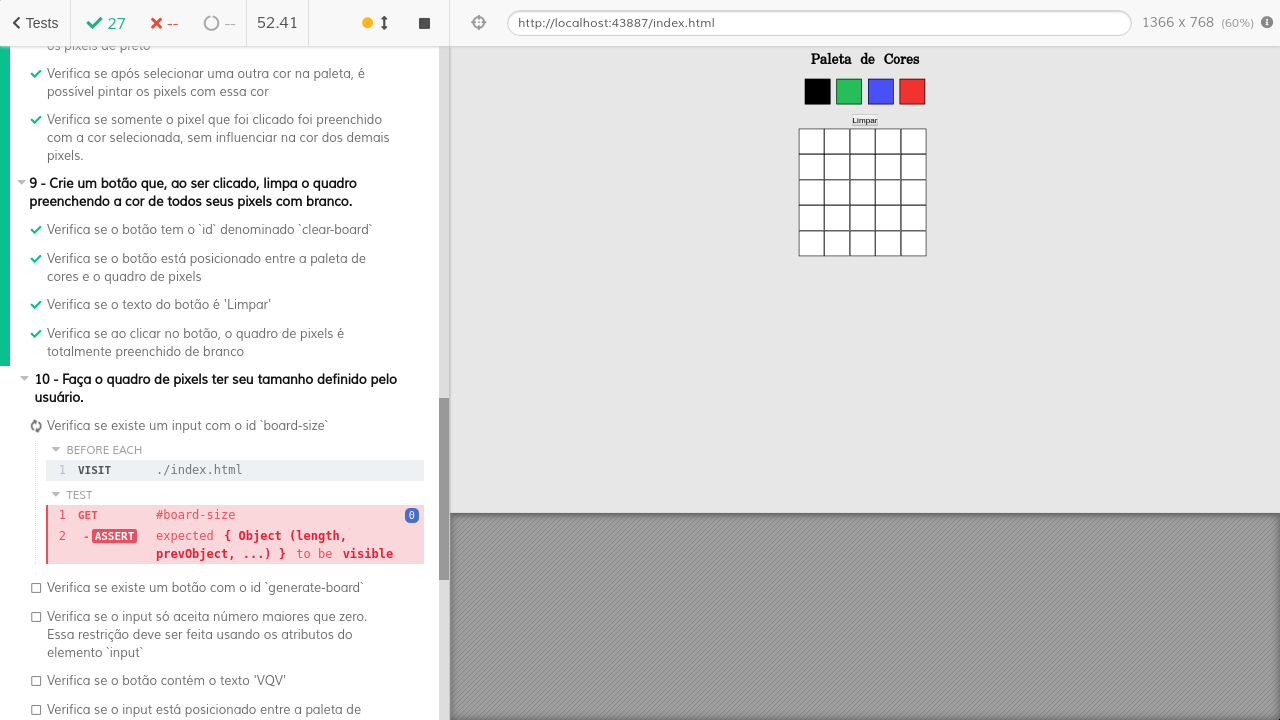 Tests
27
--
--
52.41
http://localhost:43887/index.html
1366 x 768 (60%)
os pixels de preto
Verifica se após selecionar uma outra cor na paleta, é
possível pintar os pixels com essa cor
Verifica se somente o pixel que foi clicado foi preenchido
com a cor selecionada, sem influenciar na cor dos demais
pixels.
9 - Crie um botão que, ao ser clicado, limpa o quadro
preenchendo a cor de todos seus pixels com branco.
Verifica se o botão tem o `id` denominado `clear-board`
Verifica se o botão está posicionado entre a paleta de
cores e o quadro de pixels
Verifica se o texto do botão é 'Limpar'
Verifica se ao clicar no botão, o quadro de pixels é
totalmente preenchido de branco
10 - Faça o quadro de pixels ter seu tamanho definido pelo
usuário.
Verifica se existe um input com o id `board-size`
BEFORE EACH
1 VISIT ./index.html
TEST
1 GET #board-size 0
2 -ASSERT expected { Object (length,
prevObject, ...) } to be visible
Verifica se existe um botão com o id `generate-board`
Verifica se o input só aceita número maiores que zero.
Essa restrição deve ser feita usando os atributos do
elemento `input`
Verifica se o botão contém o texto 'VQV'
Verifica se o input está posicionado entre a paleta de
Paleta de Cores
Limpar